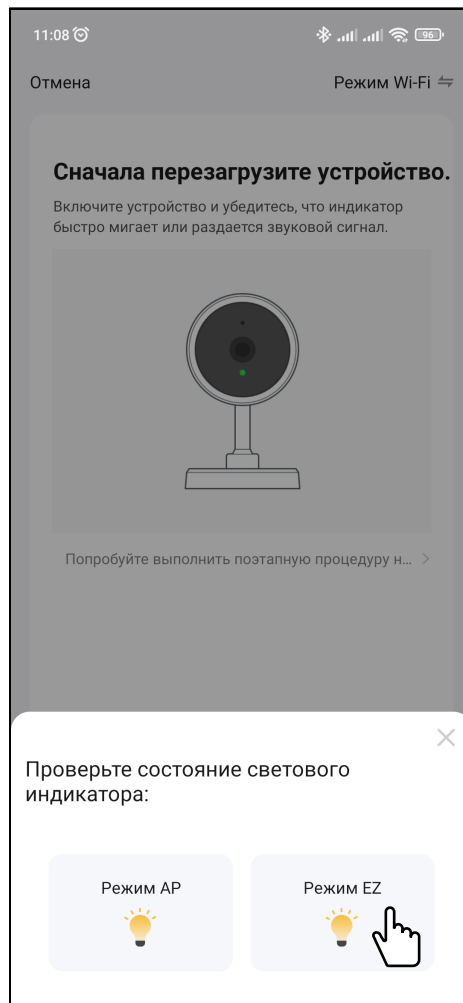 11:08 96
Отмена Режим Wi-Fi
Сначала перезагрузите устройство.
Включите устройство и убедитесь, что индикатор
быстро мигает или раздается звуковой сигнал.
Попробуйте выполнить поэтапную процедуру н... >
Проверьте состояние светового
индикатора:
Режим AP Режим EZ